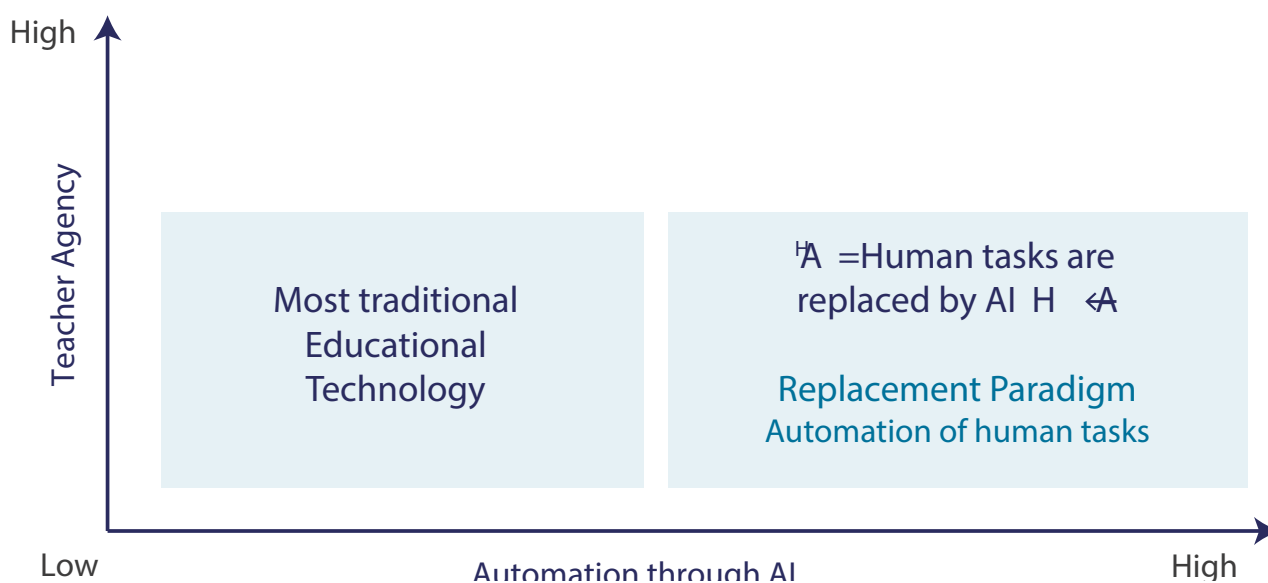 High
Teacher Agency
Most traditional
Educational
Technology
HA =Human tasks are
replaced by AI H ←A
Replacement Paradigm
Automation of human tasks
Low
Automation through AI
High